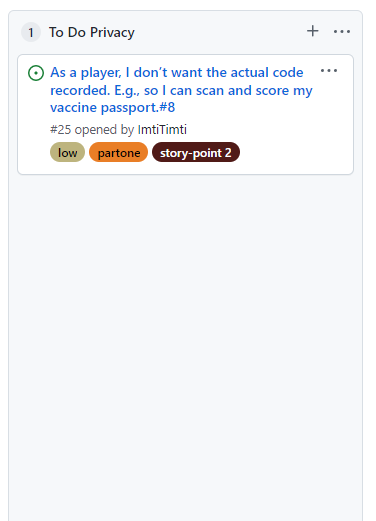 1 To Do Privacy
As a player, I don’t want the actual code
recorded. E.g., so I can scan and score my
vaccine passport.#8
#25 opened by ImtiTimti
low partone story-point 2